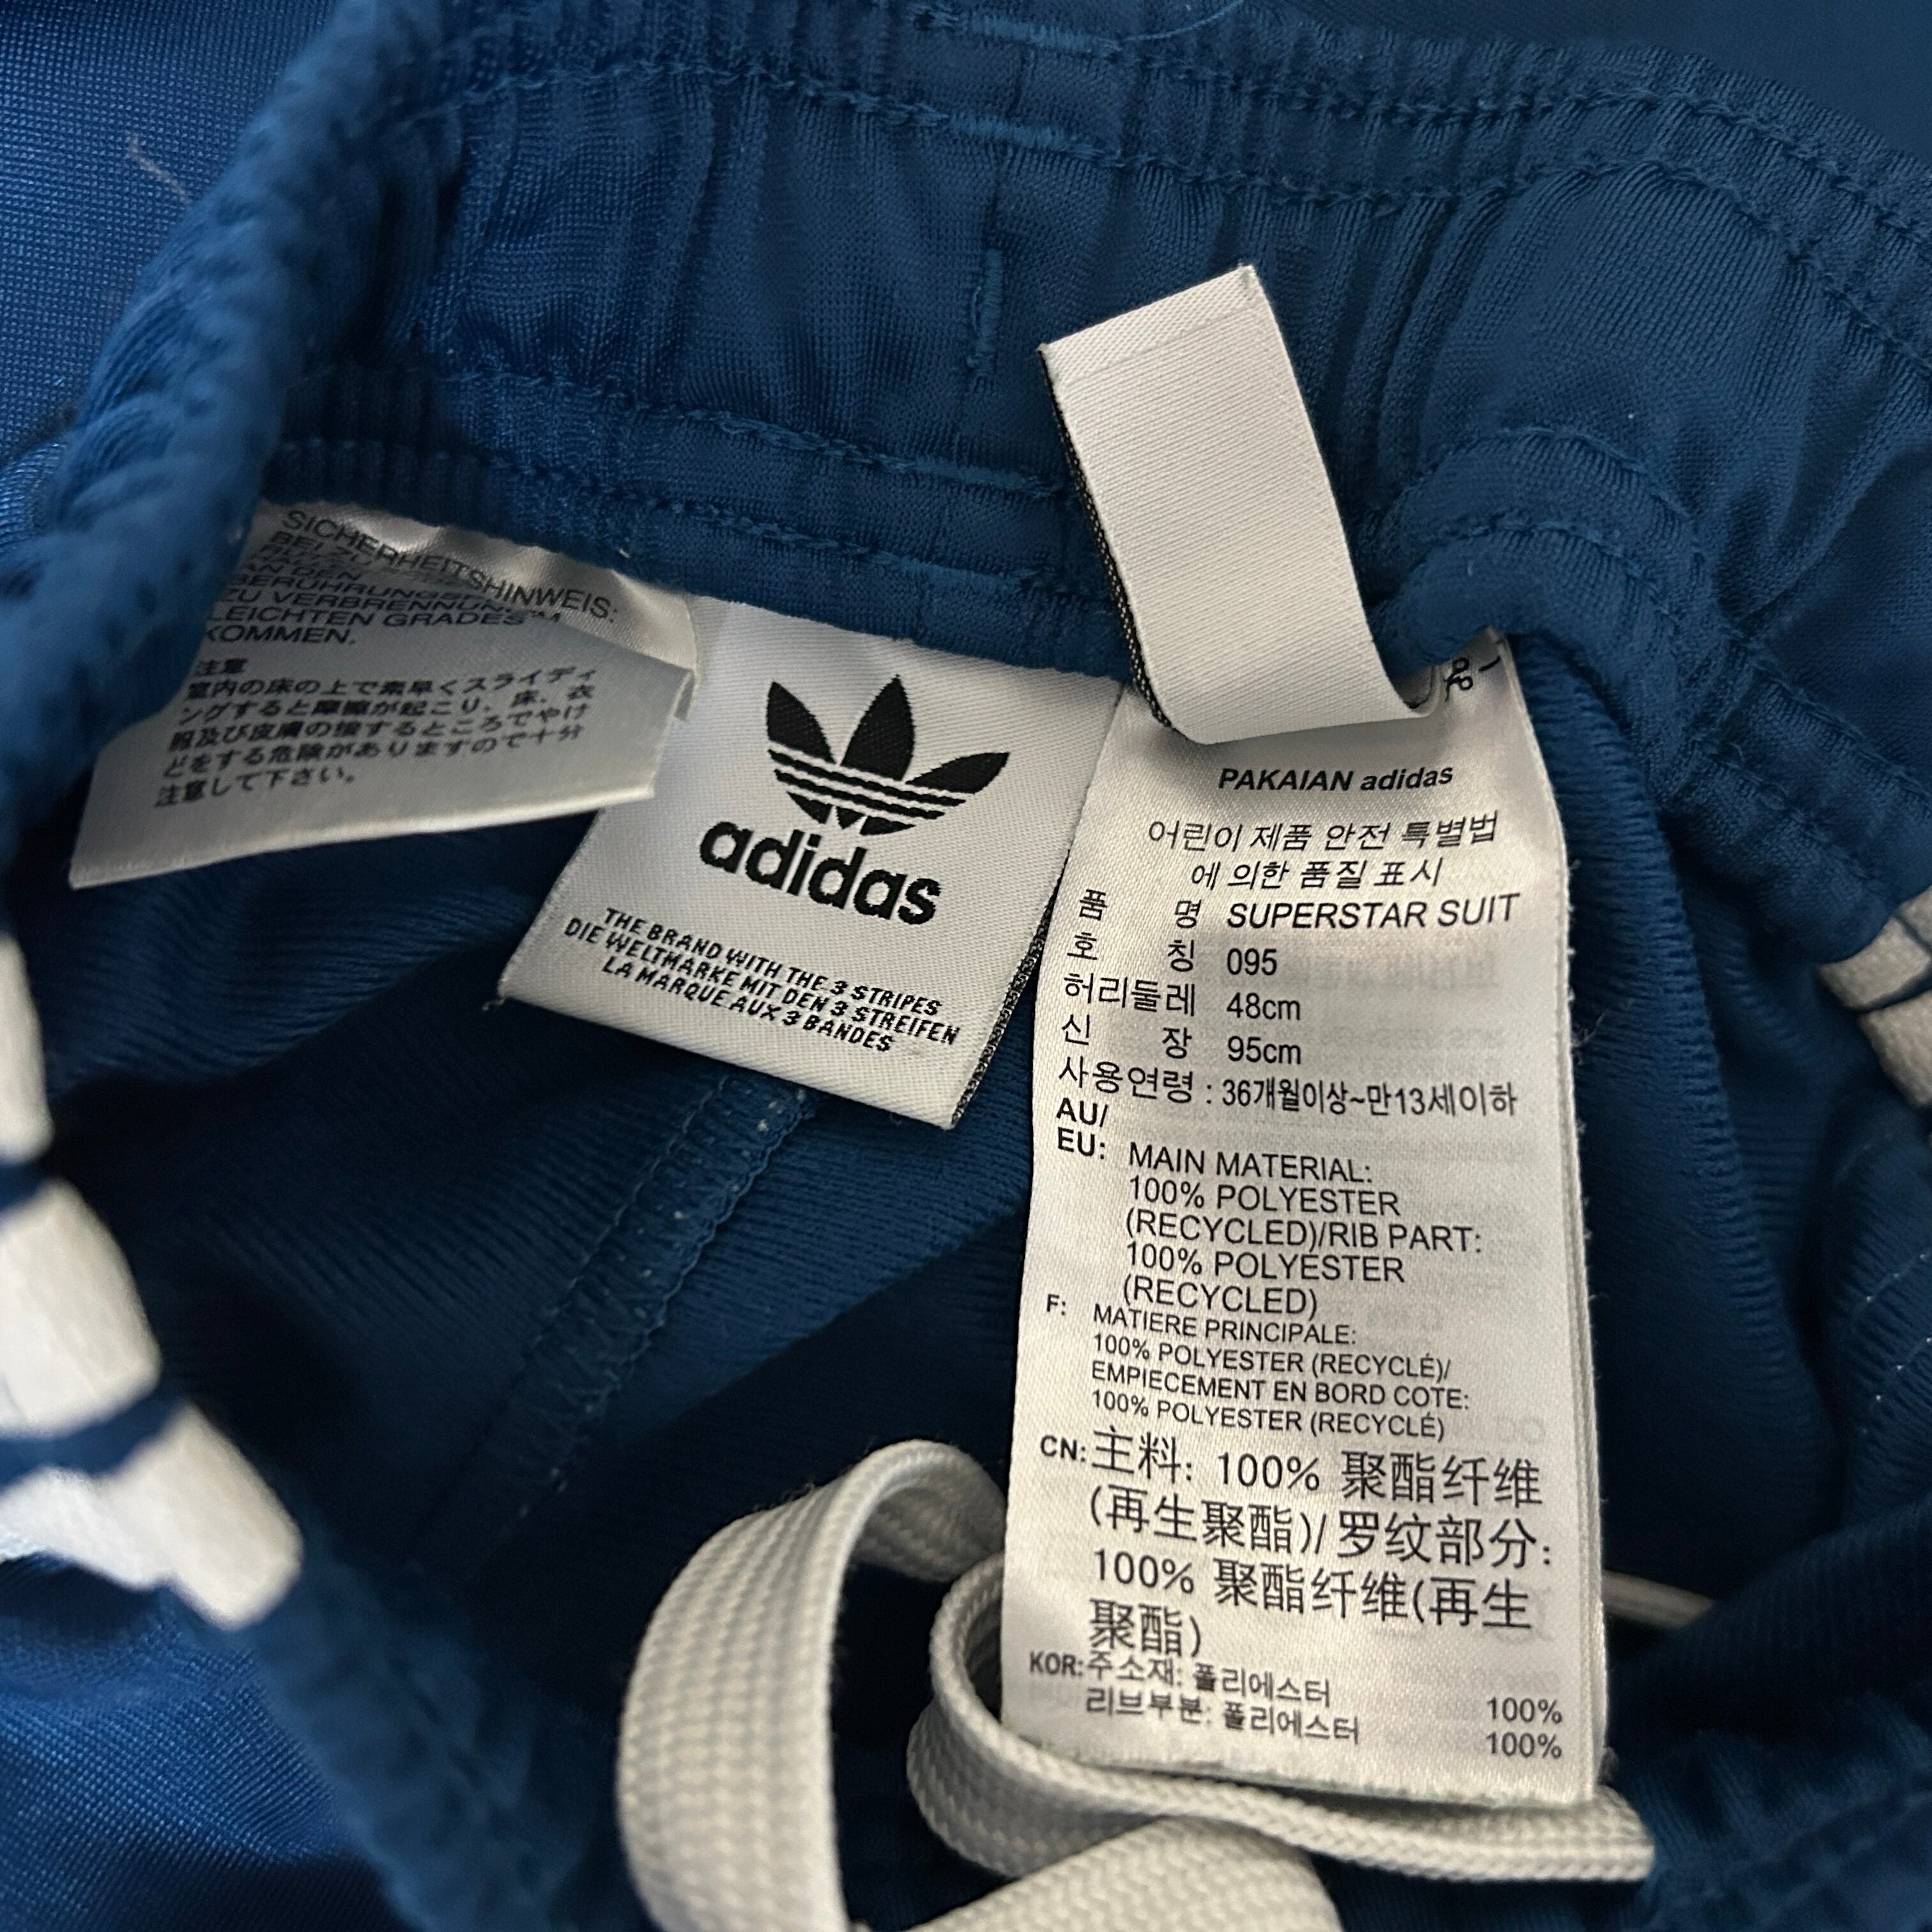 SICHERHEITSHINWEIS:
BEI
BERÜHRUNGS
ZU VERBRENNUNG
LEICHTEN GRADES
KOMMEN.
注意
室内の床の上で素早くスライディ
ングすると摩擦が起こり、床、衣
服及び皮膚の接するところでやけ
どをする危険がありますので十分
注意して下さい。
adidas
THE BRAND WITH THE 3 STRIPES
DIE WELTMARKE MIT DEN 3 STREIFEN
LA MARQUE AUX 3 BANDES
PAKAIAN adidas
어린이 제품 안전 특별법
에 의한 품질 표시
품 명 SUPERSTAR SUIT
호 칭 095
허리둘레 48cm
신 장 95cm
사용연령 : 36개월이상~만13세이하
AU/
EU: MAIN MATERIAL:
100% POLYESTER
(RECYCLED)/RIB PART:
100% POLYESTER
(RECYCLED)
F: MATIERE PRINCIPALE:
100% POLYESTER (RECYCLÉ)/
EMPIECEMENT EN BORD COTE:
100% POLYESTER (RECYCLÉ)
CN: 主料: 100% 聚酯纤维
(再生聚酯)/ 罗纹部分:
100% 聚酯纤维(再生
聚酯)
KOR: 주소재: 폴리에스터 100%
리브부분: 폴리에스터 100%